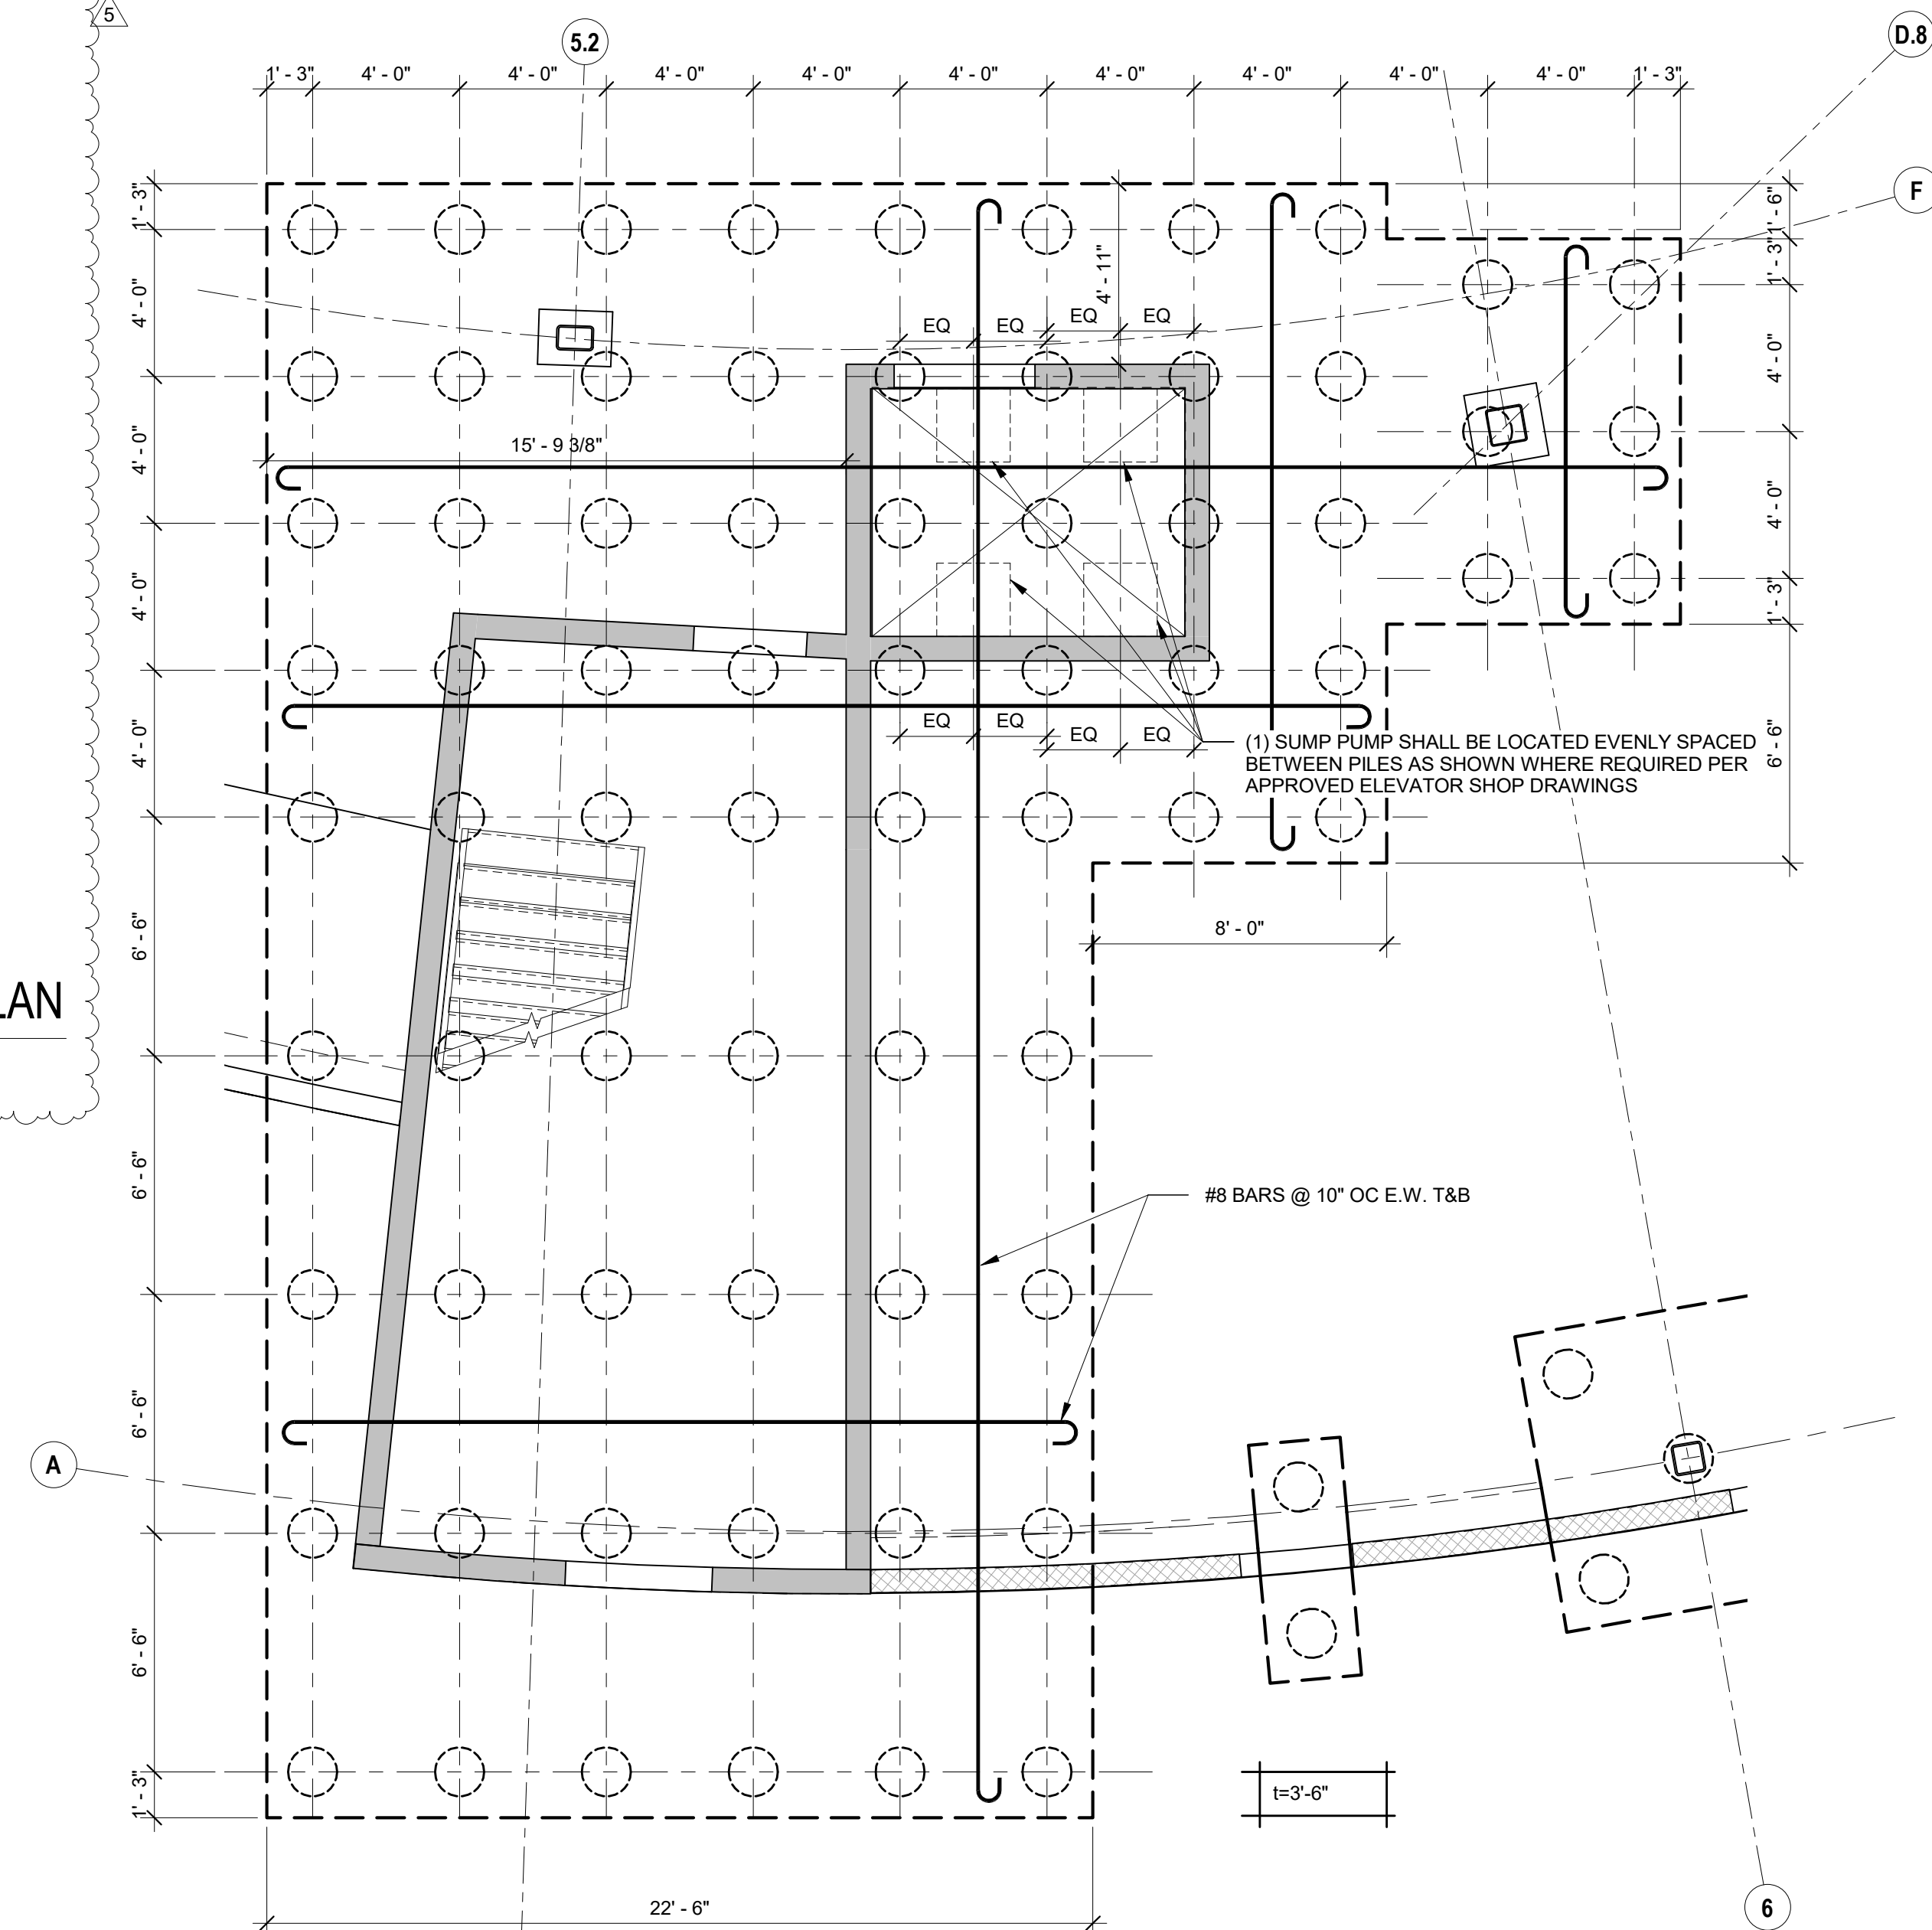 5
5.2
D.8
1' - 3"
4' - 0"
4' - 0"
4' - 0"
4' - 0"
4' - 0"
4' - 0"
4' - 0"
4' - 0"
4' - 0"
1' - 3"
F
1' - 3"
4' - 0"
4' - 0"
4' - 0"
4' - 0"
6' - 6"
6' - 6"
6' - 6"
6' - 6"
1' - 3"
4' - 11"
EQ
EQ
EQ
EQ
15' - 9 3/8"
1' - 6"
1' - 3"
4' - 0"
4' - 0"
1' - 3"
6' - 6"
EQ
EQ
EQ
EQ
(1) SUMP PUMP SHALL BE LOCATED EVENLY SPACED
BETWEEN PILES AS SHOWN WHERE REQUIRED PER
APPROVED ELEVATOR SHOP DRAWINGS
8' - 0"
LAN
#8 BARS @ 10" OC E.W. T&B
A
t=3'-6"
22' - 6"
6